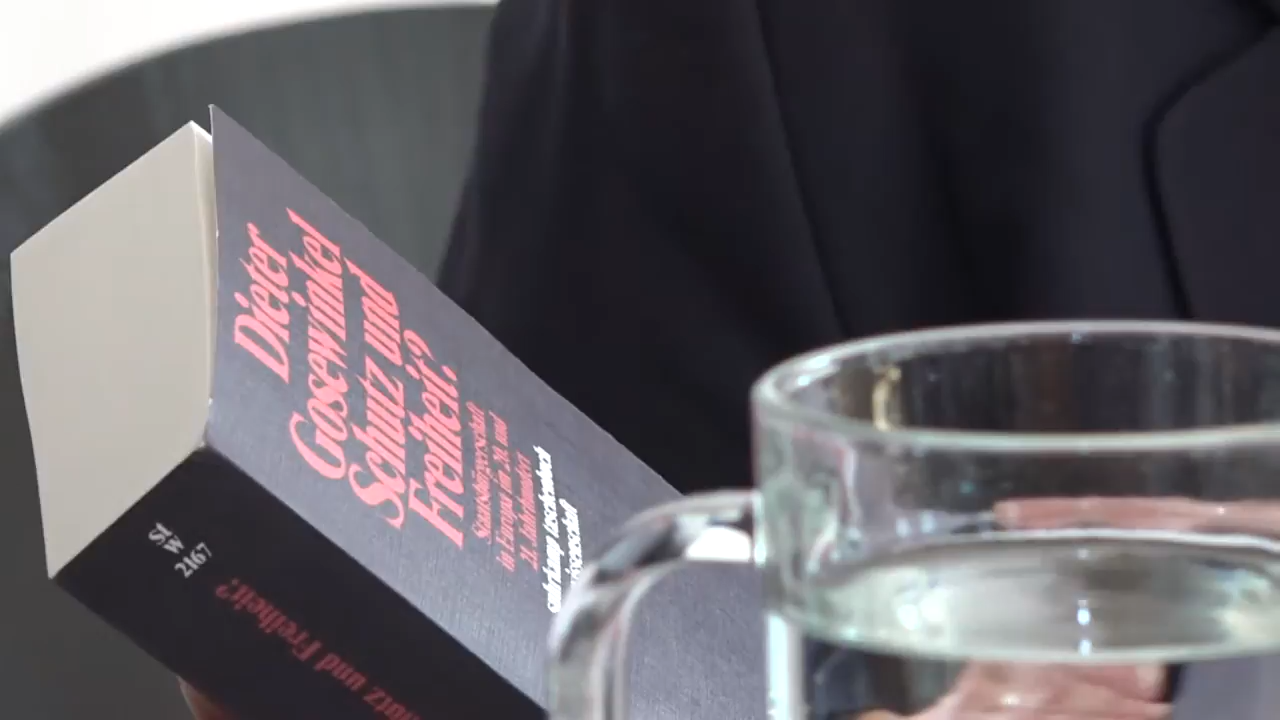 Dieter
Gosewinkel
Schutz und
Freiheit?
Staatsbürgerschaft
in Europa im 20. und
21. Jahrhundert
suhrkamp taschenbuch
wissenschaft
stw
2167
utz und Freiheit?